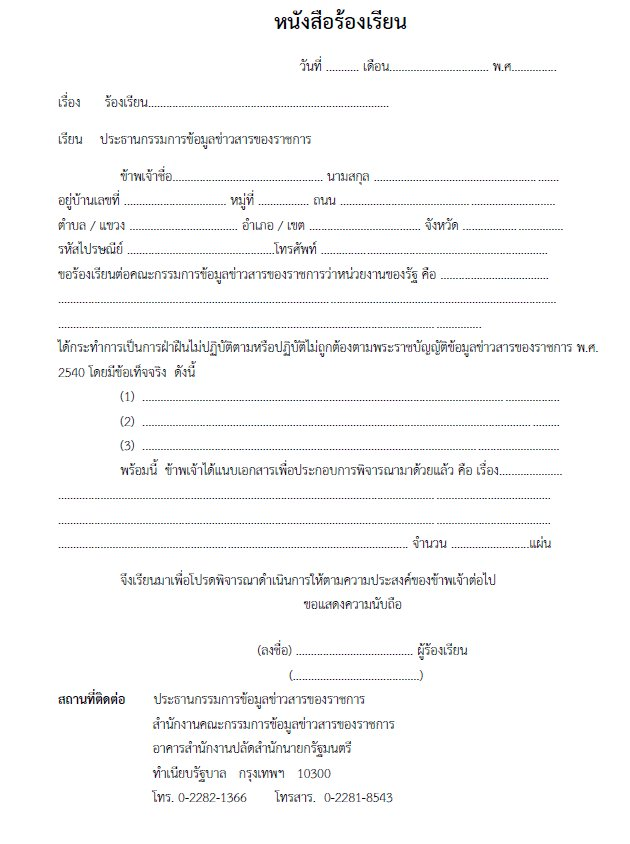 หนังสือร้องเรียน
วันที่ ........... เดือน................................. พ.ศ...............
เรื่อง ร้องเรียน................................................................................
เรียน ประธานกรรมการข้อมูลข่าวสารของราชการ
ข้าพเจ้าชื่อ.................................................. นามสกุล .............................................................
อยู่บ้านเลขที่ .................................. หมู่ที่ ................. ถนน .......................................................................
ตำบล / แขวง .................................... อำเภอ / เขต ..................................... จังหวัด .................................
รหัสไปรษณีย์ .................................................โทรศัพท์ ...........................................................................
ขอร้องเรียนต่อคณะกรรมการข้อมูลข่าวสารของราชการว่าหน่วยงานของรัฐ คือ ....................................
......................................................................................................................................................................
.............................................................................................................................................
ได้กระทำการเป็นการฝ่าฝืนไม่ปฏิบัติตามหรือปฏิบัติไม่ถูกต้องตามพระราชบัญญัติข้อมูลข่าวสารของราชการ พ.ศ.
2540 โดยมีข้อเท็จจริง ดังนี้
(1) ...........................................................................................................................................
(2) ...........................................................................................................................................
(3) ...........................................................................................................................................
พร้อมนี้ ข้าพเจ้าได้แนบเอกสารเพื่อประกอบการพิจารณามาด้วยแล้ว คือ เรื่อง.....................
....................................................................................................................................................................
....................................................................................................................................................................
..................................................................................................................... จำนวน ..........................แผ่น
จึงเรียนมาเพื่อโปรดพิจารณาดำเนินการให้ตามความประสงค์ของข้าพเจ้าต่อไป
ขอแสดงความนับถือ
(ลงชื่อ) ....................................... ผู้ร้องเรียน
(..........................................)
สถานที่ติดต่อ ประธานกรรมการข้อมูลข่าวสารของราชการ
สำนักงานคณะกรรมการข้อมูลข่าวสารของราชการ
อาคารสำนักงานปลัดสำนักนายกรัฐมนตรี
ทำเนียบรัฐบาล กรุงเทพฯ 10300
โทร. 0-2282-1366 โทรสาร. 0-2281-8543